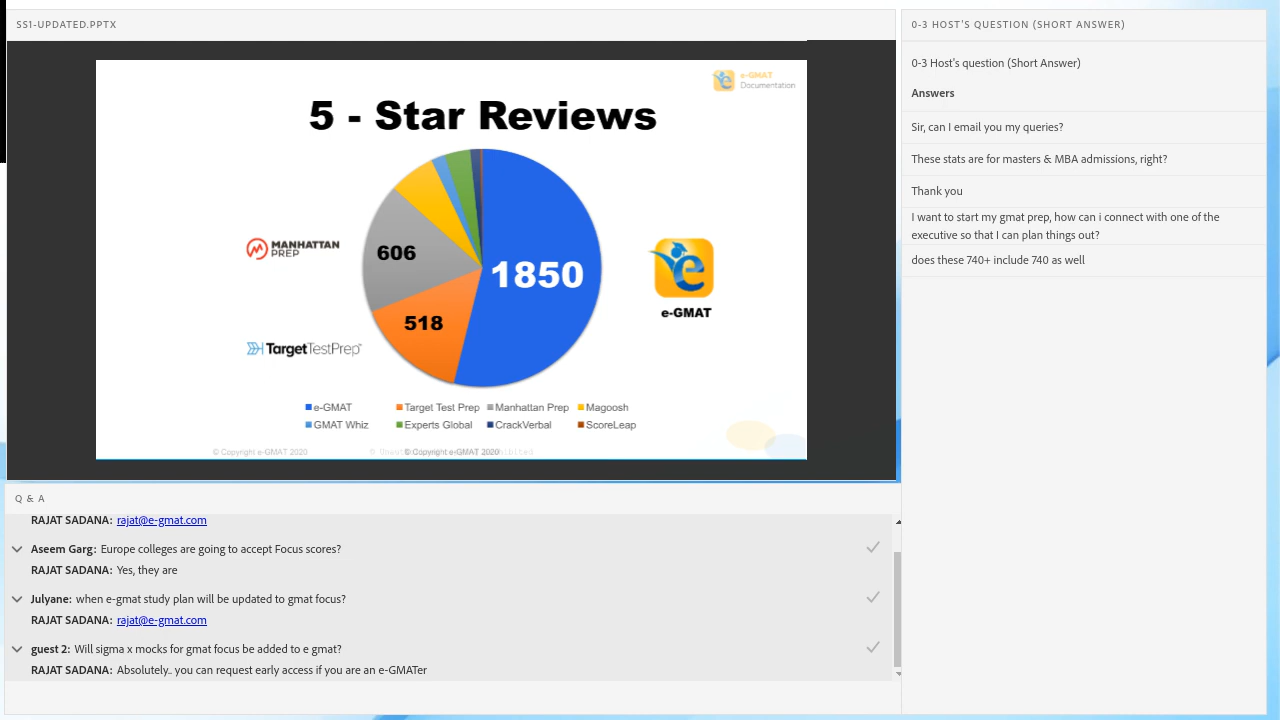 SS1-UPDATED.PPTX
e-GMAT
Documentation
5 - Star Reviews
MANHATTAN
PREP
606
1850
518
e-GMAT
TargetTestPrep
e-GMAT Target Test Prep Manhattan Prep Magoosh
GMAT Whiz Experts Global CrackVerbal ScoreLeap
© Copyright e-GMAT 2020
© Copyright e-GMAT 2020
Q & A
RAJAT SADANA: rajat@e-gmat.com
Aseem Garg: Europe colleges are going to accept Focus scores?
RAJAT SADANA: Yes, they are
Julyane: when e-gmat study plan will be updated to gmat focus?
RAJAT SADANA: rajat@e-gmat.com
guest 2: Will sigma x mocks for gmat focus be added to e gmat?
RAJAT SADANA: Absolutely.. you can request early access if you are an e-GMATer
0-3 HOST'S QUESTION (SHORT ANSWER)
0-3 Host's question (Short Answer)
Answers
Sir, can I email you my queries?
These stats are for masters & MBA admissions, right?
Thank you
I want to start my gmat prep, how can i connect with one of the
executive so that I can plan things out?
does these 740+ include 740 as well